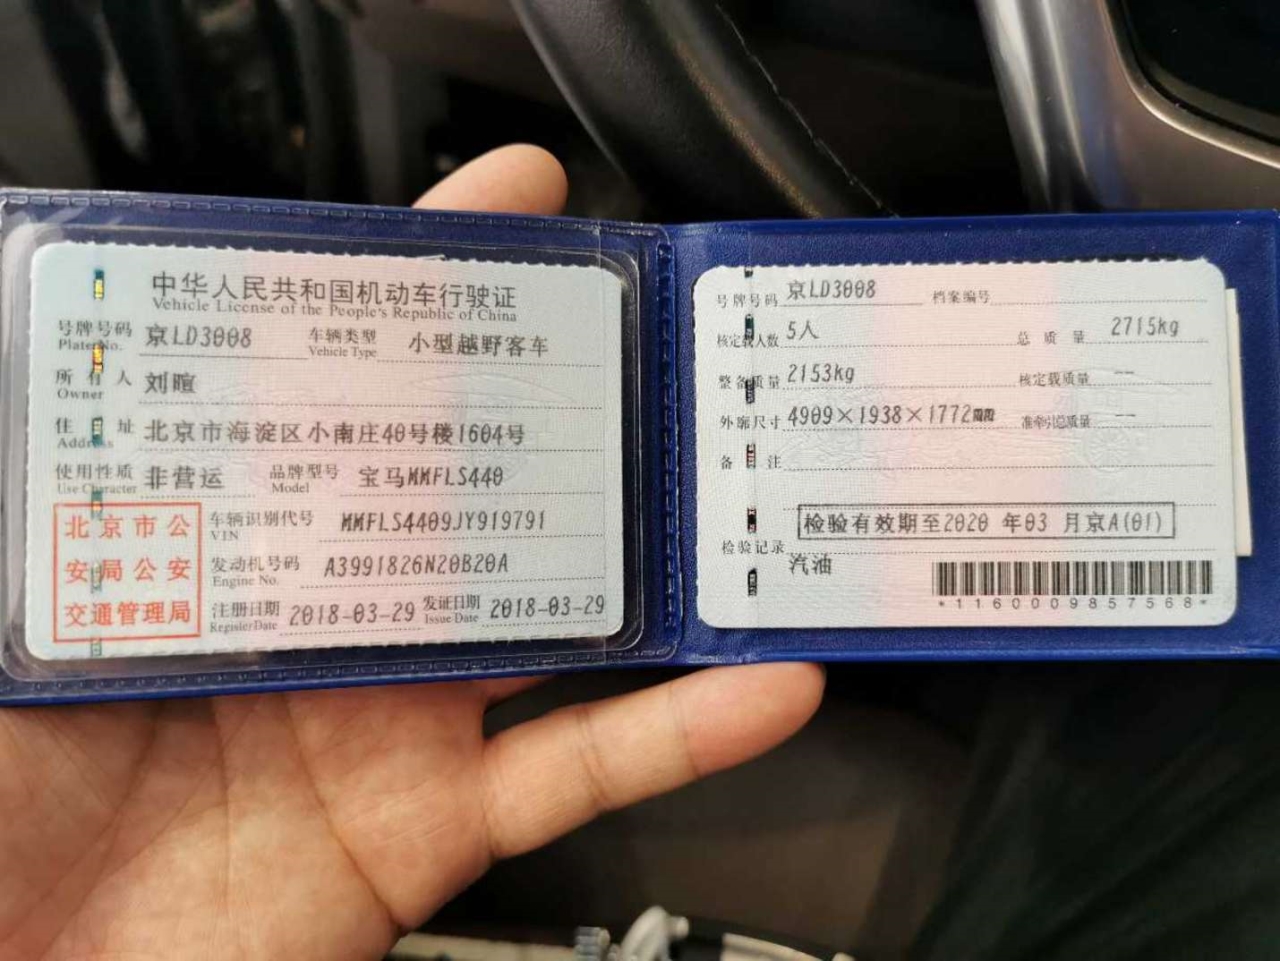 中华人民共和国机动车行驶证
Vehicle License of the People's Republic of China
号牌号码 京LD3008 车辆类型 小型越野客车
Plate No. Vehicle Type
所有人 刘暄
Owner
住址 北京市海淀区小南庄40号楼1604号
Address
使用性质 非营运 品牌型号 宝马MMFLS440
Use Character Model
北京市公
安局公安
交通管理局
车辆识别代号 MMFLS4409JY919791
VIN
发动机号码 A3991826N20B20A
Engine No.
注册日期 2018-03-29 发证日期 2018-03-29
Register Date Issue Date
号牌号码 京LD3008 档案编号
核定载人数 5人 总质量 2715kg
整备质量 2153kg 核定载质量 --
外廓尺寸 4909×1938×1772 准牵引总质量 --
备注
检验有效期至2020 年03 月京A(01)
检验记录
汽油
*1160009857568*